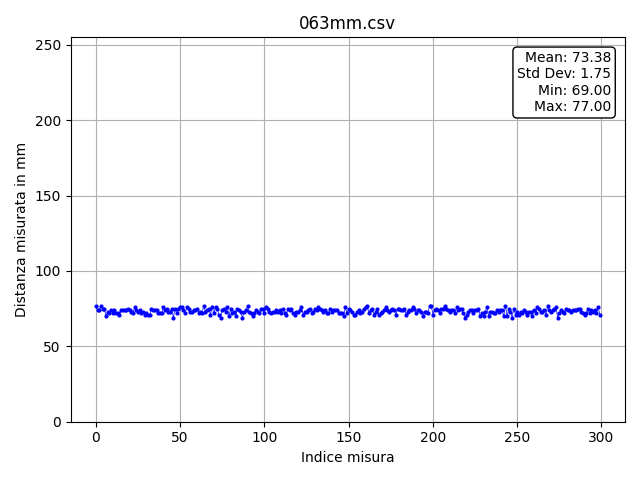 063mm.csv
Mean: 73.38
Std Dev: 1.75
Min: 69.00
Max: 77.00
Distanza misurata in mm
250
200
150
100
50
0
0 50 100 150 200 250 300
Indice misura